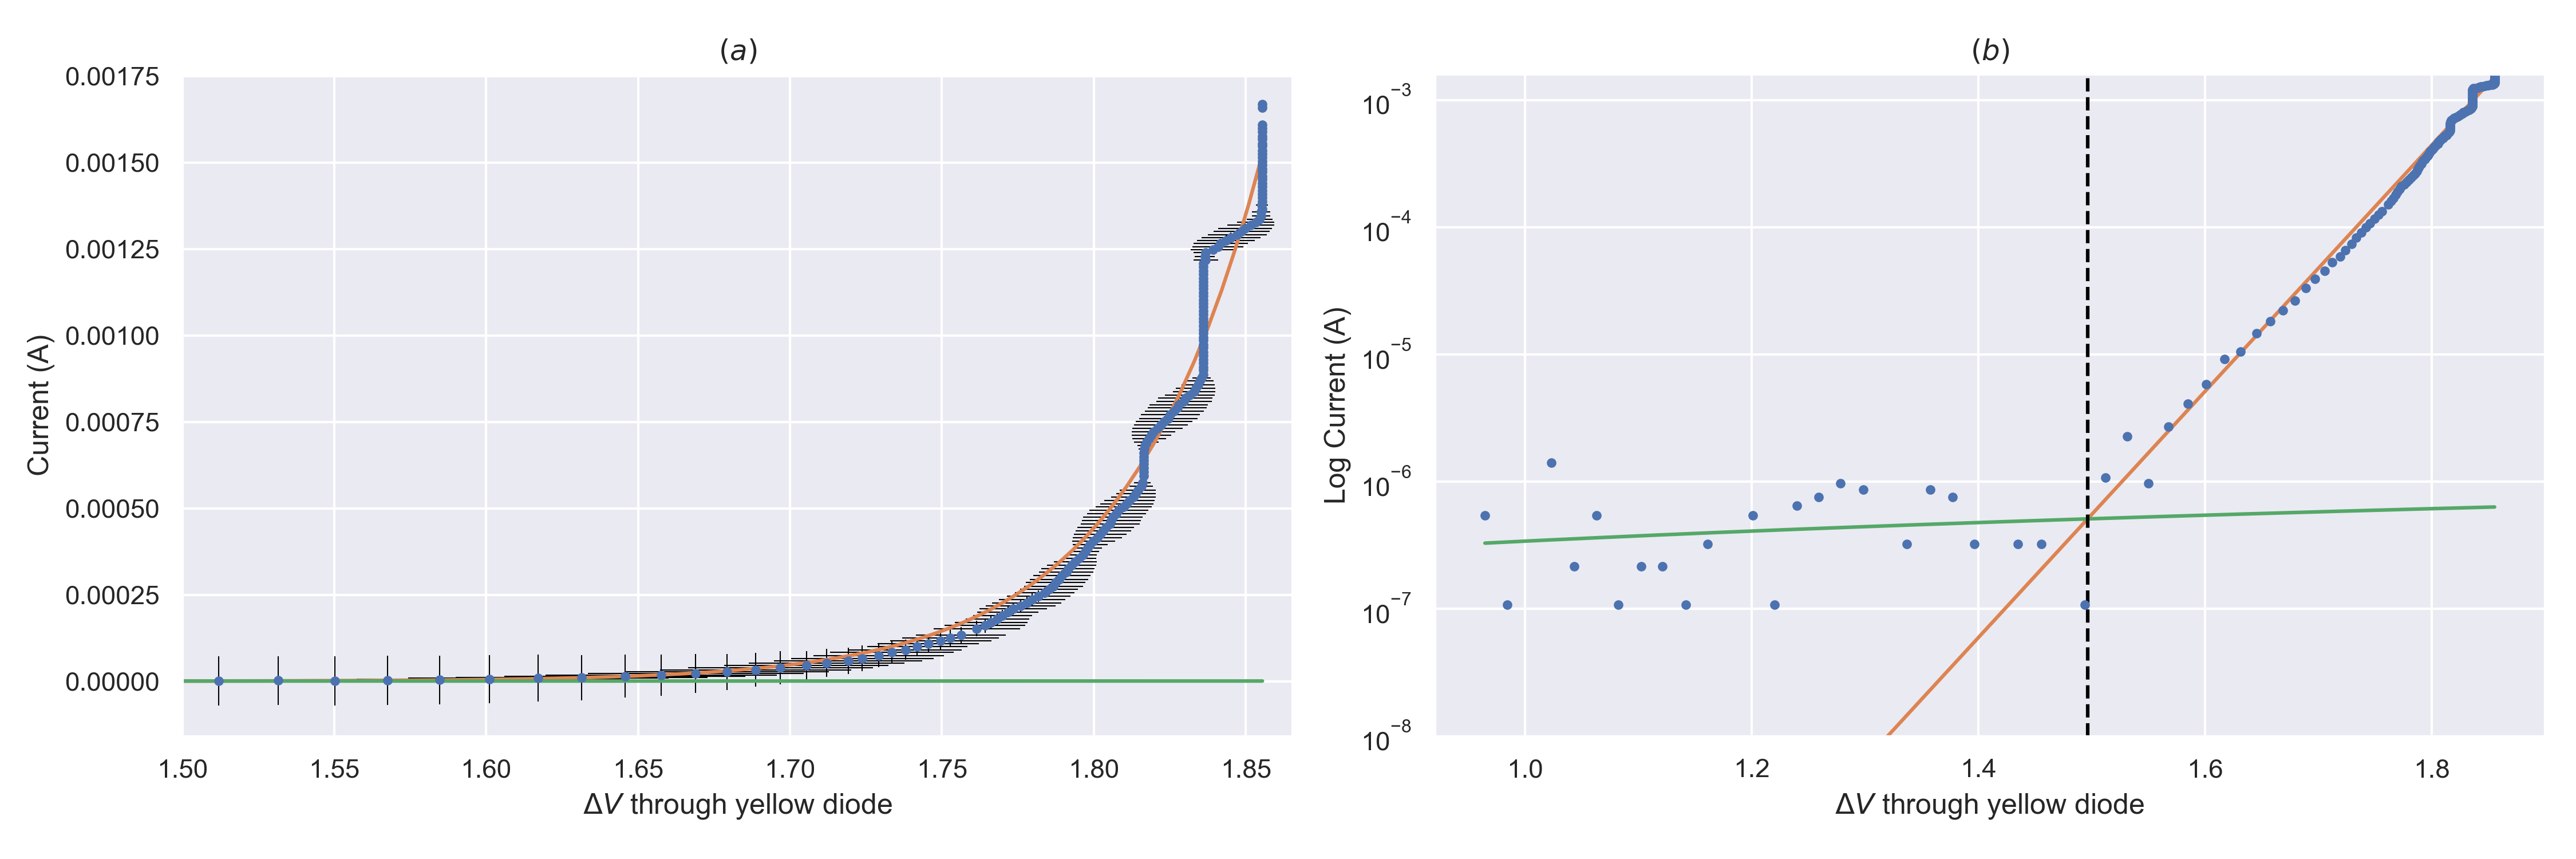 (a)
0.00175
0.00150
0.00125
0.00100
0.00075
0.00050
0.00025
0.00000
Current (A)
1.50 1.55 1.60 1.65 1.70 1.75 1.80 1.85
ΔV through yellow diode
(b)
10⁻³
10⁻⁴
10⁻⁵
10⁻⁶
10⁻⁷
10⁻⁸
Log Current (A)
1.0 1.2 1.4 1.6 1.8
ΔV through yellow diode